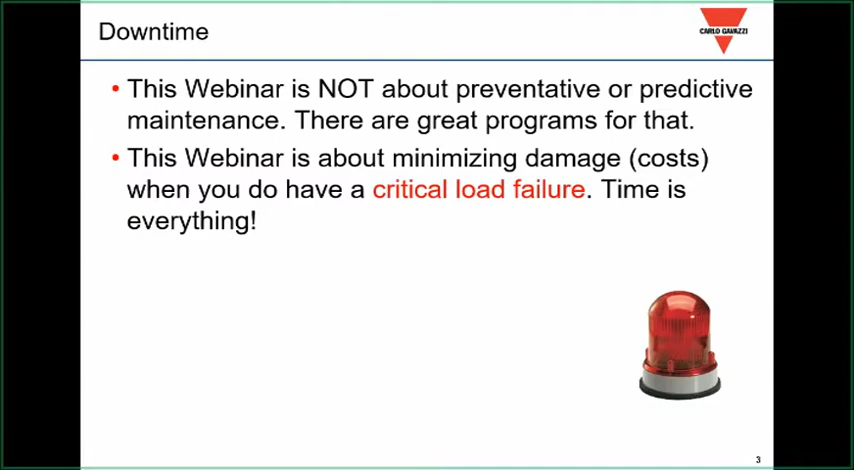 Downtime
CARLO GAVAZZI
• This Webinar is NOT about preventative or predictive
maintenance. There are great programs for that.
• This Webinar is about minimizing damage (costs)
when you do have a critical load failure. Time is
everything!
3